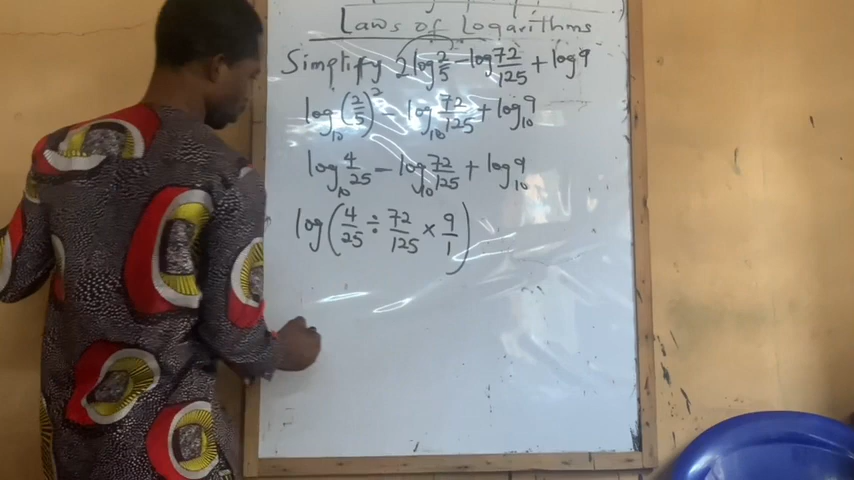 Laws of Logarithms
Simplify 2log 2/5 - log 72/125 + log 9
log₁₀(2/5)² - log₁₀ 72/125 + log₁₀ 9
log₁₀ 4/25 - log₁₀ 72/125 + log₁₀ 9
log(4/25 ÷ 72/125 × 9/1)